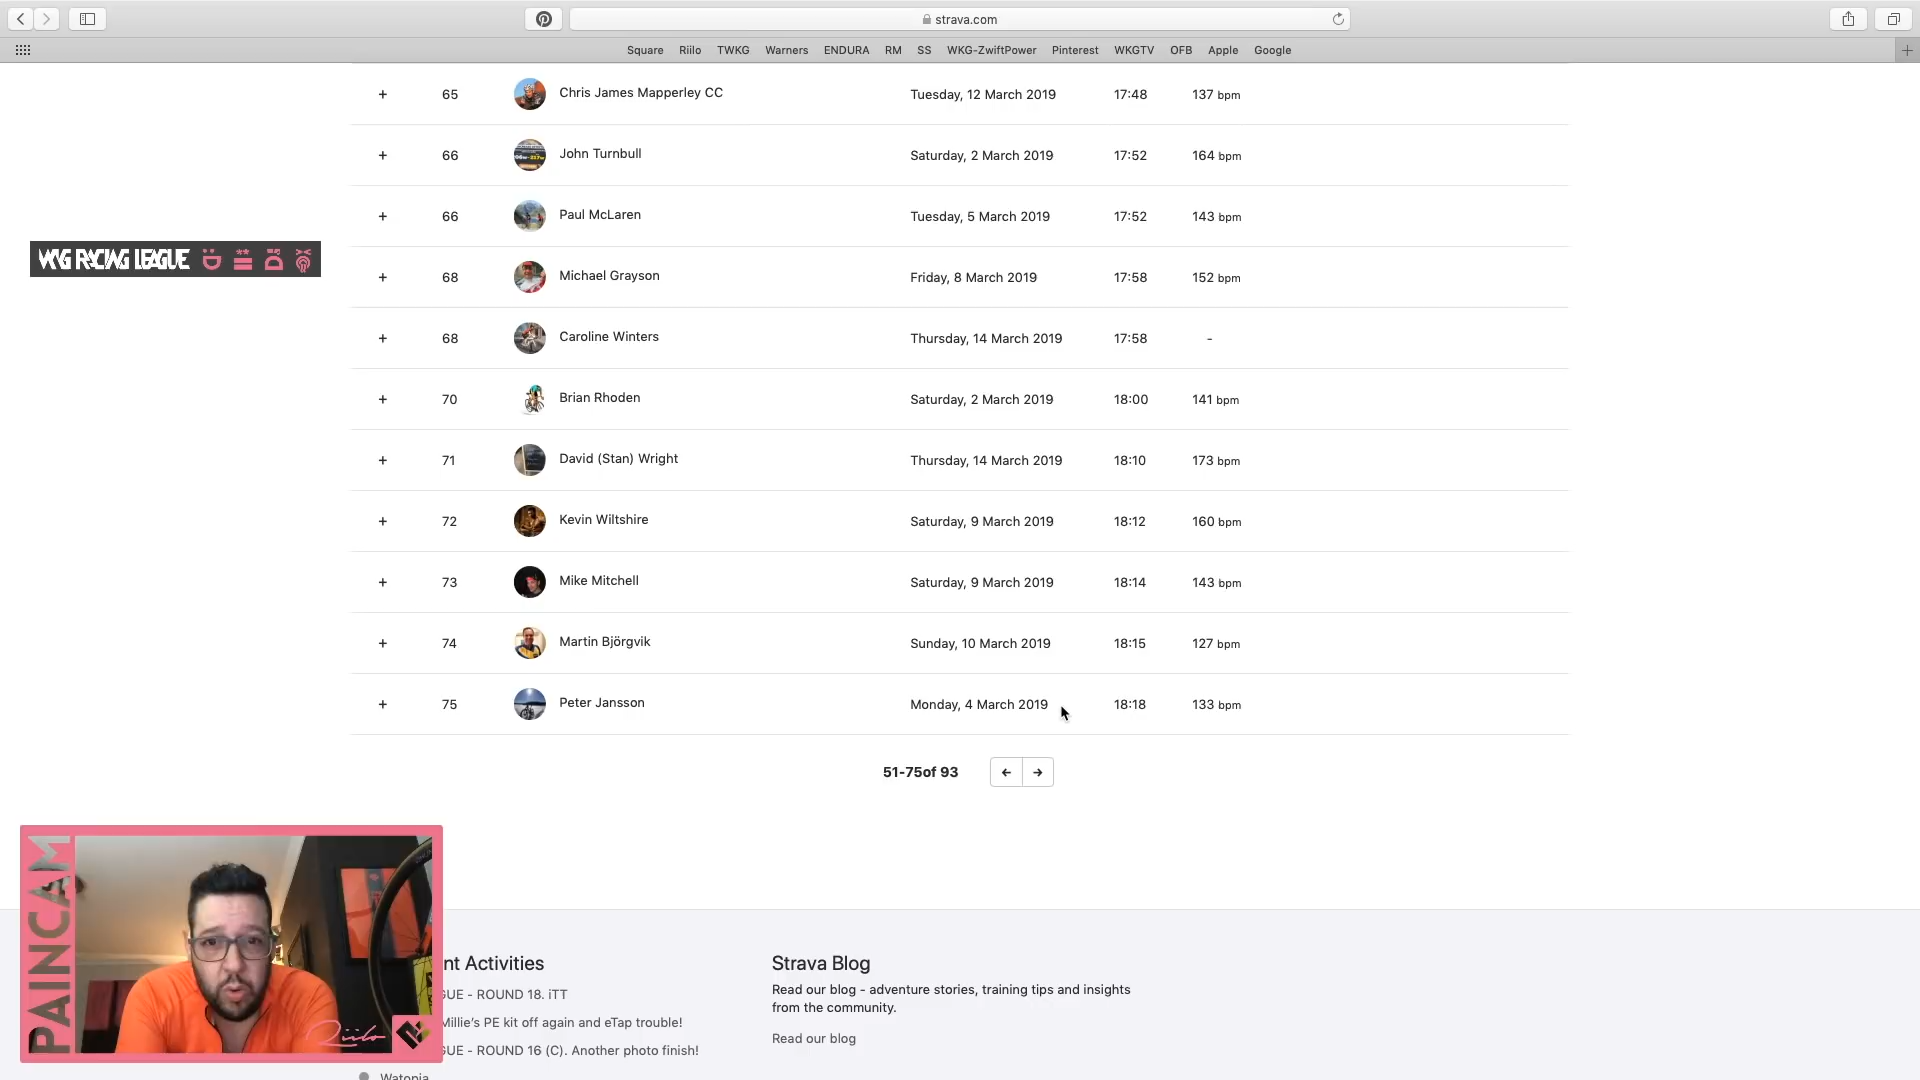 strava.com
Square Riilo TWKG Warners ENDURA RM SS WKG-ZwiftPower Pinterest WKGTV OFB Apple Google
+ 65 Chris James Mapperley CC Tuesday, 12 March 2019 17:48 137 bpm
+ 66 John Turnbull Saturday, 2 March 2019 17:52 164 bpm
+ 66 Paul McLaren Tuesday, 5 March 2019 17:52 143 bpm
WKG RACING LEAGUE
+ 68 Michael Grayson Friday, 8 March 2019 17:58 152 bpm
+ 68 Caroline Winters Thursday, 14 March 2019 17:58 -
+ 70 Brian Rhoden Saturday, 2 March 2019 18:00 141 bpm
+ 71 David (Stan) Wright Thursday, 14 March 2019 18:10 173 bpm
+ 72 Kevin Wiltshire Saturday, 9 March 2019 18:12 160 bpm
+ 73 Mike Mitchell Saturday, 9 March 2019 18:14 143 bpm
+ 74 Martin Björgvik Sunday, 10 March 2019 18:15 127 bpm
+ 75 Peter Jansson Monday, 4 March 2019 18:18 133 bpm
51-75of 93 ← →
PAINCAM
Riilo
nt Activities
GUE - ROUND 18. iTT
Millie's PE kit off again and eTap trouble!
GUE - ROUND 16 (C). Another photo finish!
Watopia
Strava Blog
Read our blog - adventure stories, training tips and insights
from the community.
Read our blog